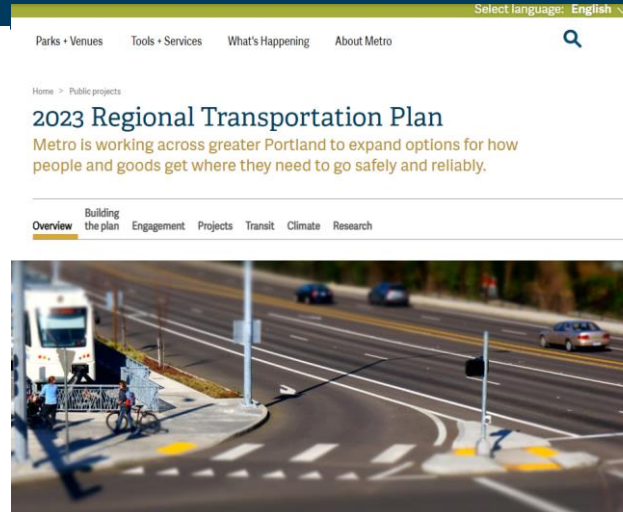 Select language: English
Parks + Venues Tools + Services What's Happening About Metro
Home > Public projects
2023 Regional Transportation Plan
Metro is working across greater Portland to expand options for how
people and goods get where they need to go safely and reliably.
Overview Building the plan Engagement Projects Transit Climate Research